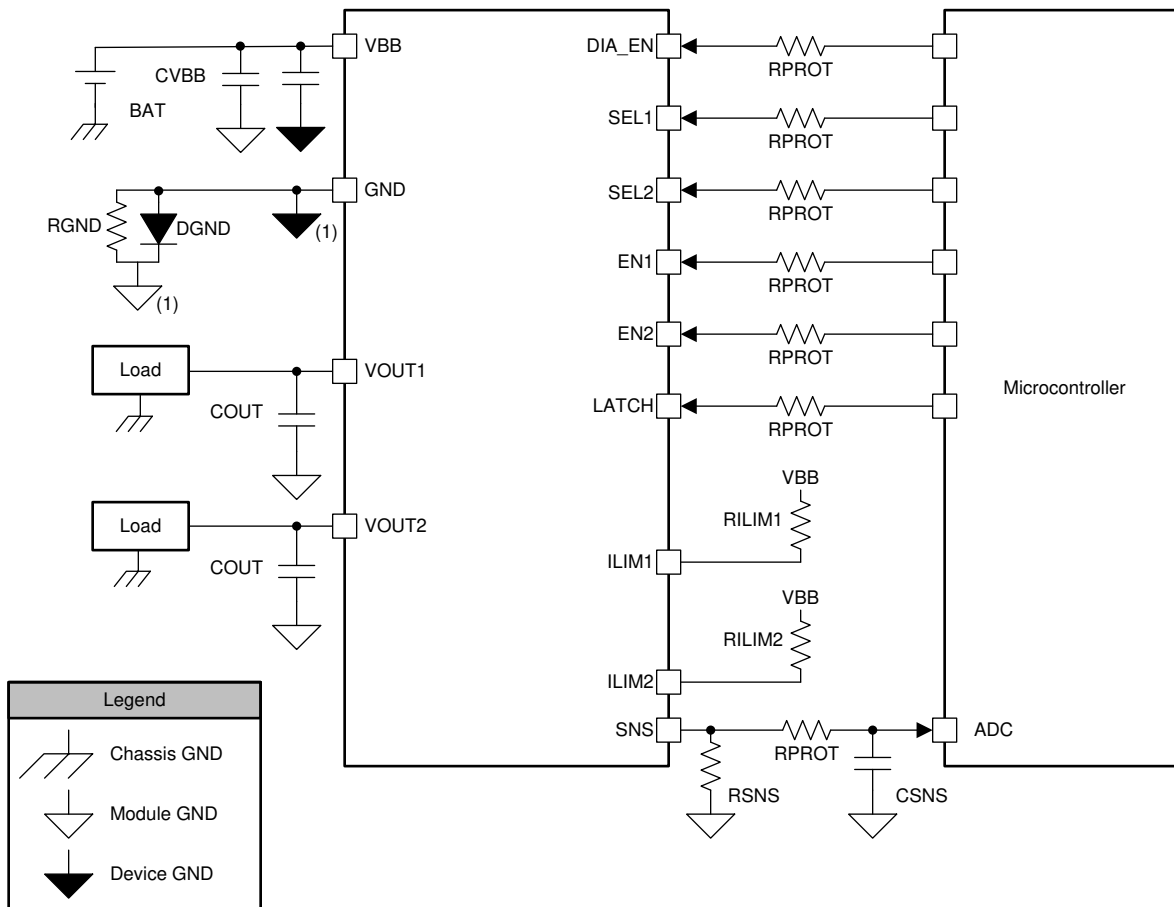 VBB
CVBB
BAT
GND
RGND
DGND
(1)
(1)
Load
VOUT1
COUT
Load
VOUT2
COUT
DIA_EN
RPROT
SEL1
RPROT
SEL2
RPROT
EN1
RPROT
EN2
RPROT
LATCH
RPROT
Microcontroller
VBB
RILIM1
ILIM1
VBB
RILIM2
ILIM2
SNS
RPROT
ADC
RSNS
CSNS
Legend
Chassis GND
Module GND
Device GND